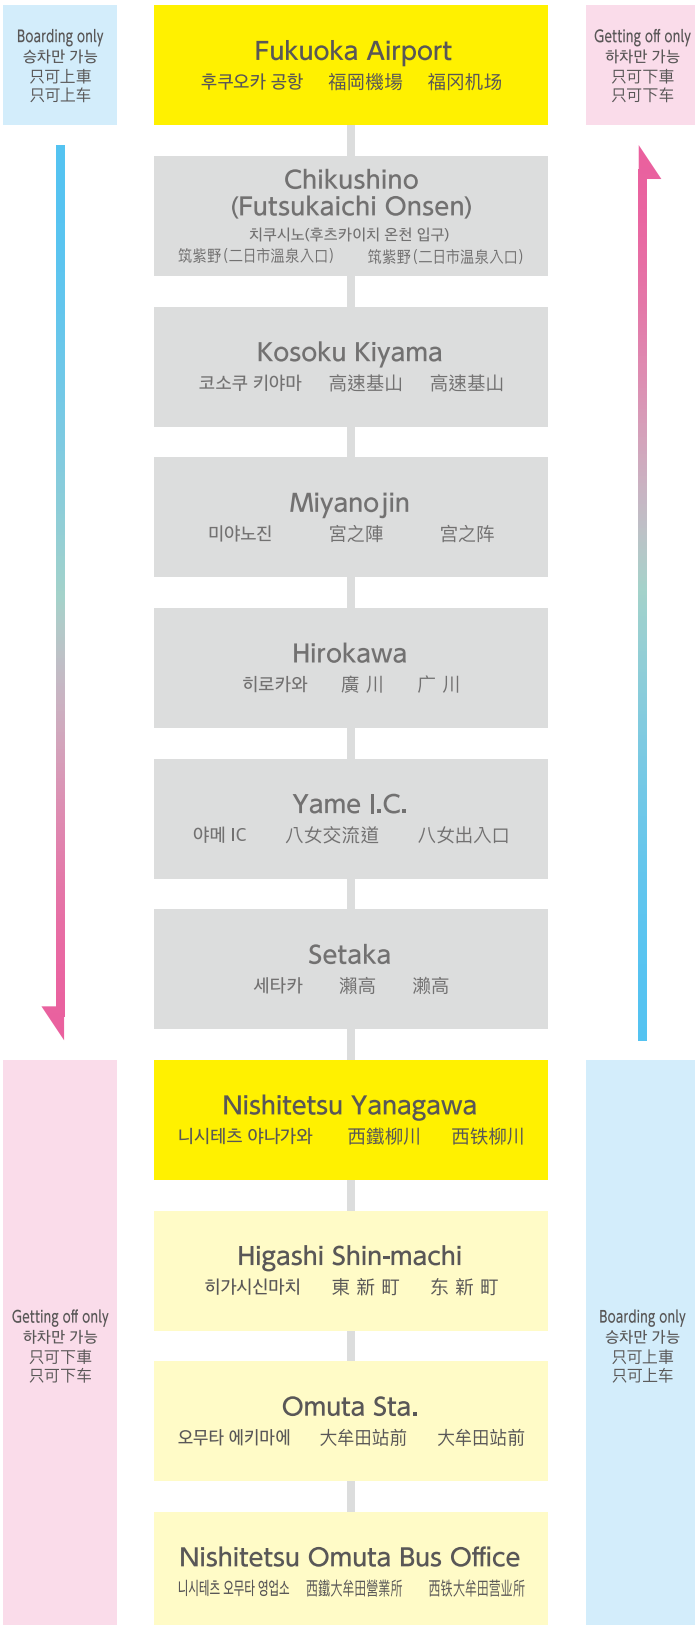 Boarding only
승차만 가능
只可上車
只可上车
Fukuoka Airport
후쿠오카 공항 福岡機場 福冈机场
Getting off only
하차만 가능
只可下車
只可下车
Chikushino
(Futsukaichi Onsen)
치쿠시노(후츠카이치 온천 입구)
筑紫野(二日市溫泉入口) 筑紫野(二日市温泉入口)
Kosoku Kiyama
코소쿠 키야마 高速基山 高速基山
Miyanojin
미야노진 宮之陣 宫之阵
Hirokawa
히로카와 廣 川 广 川
Yame I.C.
야메 IC 八女交流道 八女出入口
Setaka
세타카 瀨高 濑高
Nishitetsu Yanagawa
니시테츠 야나가와 西鐵柳川 西铁柳川
Higashi Shin-machi
히가시신마치 東 新 町 东 新 町
Getting off only
하차만 가능
只可下車
只可下车
Boarding only
승차만 가능
只可上車
只可上车
Omuta Sta.
오무타 에키마에 大牟田站前 大牟田站前
Nishitetsu Omuta Bus Office
니시테츠 오무타 영업소 西鐵大牟田營業所 西铁大牟田营业所